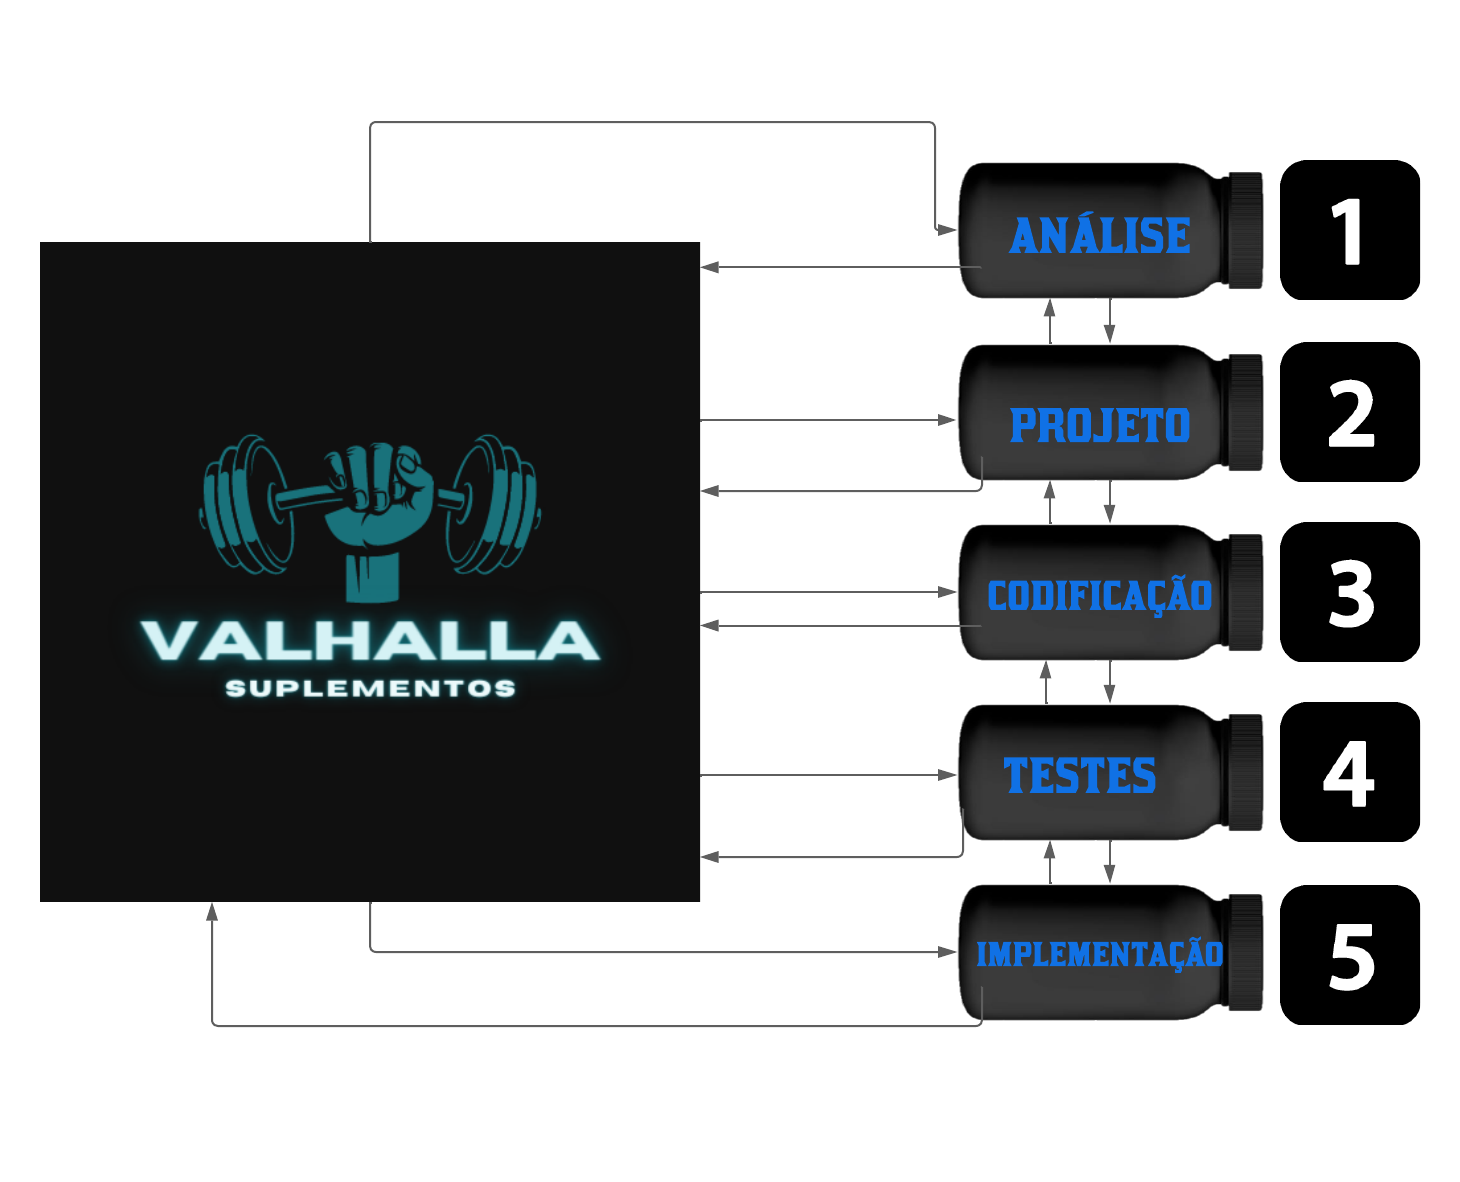 VALHALLA
SUPLEMENTOS
ANÁLISE
1
PROJETO
2
CODIFICAÇÃO
3
TESTES
4
IMPLEMENTAÇÃO
5